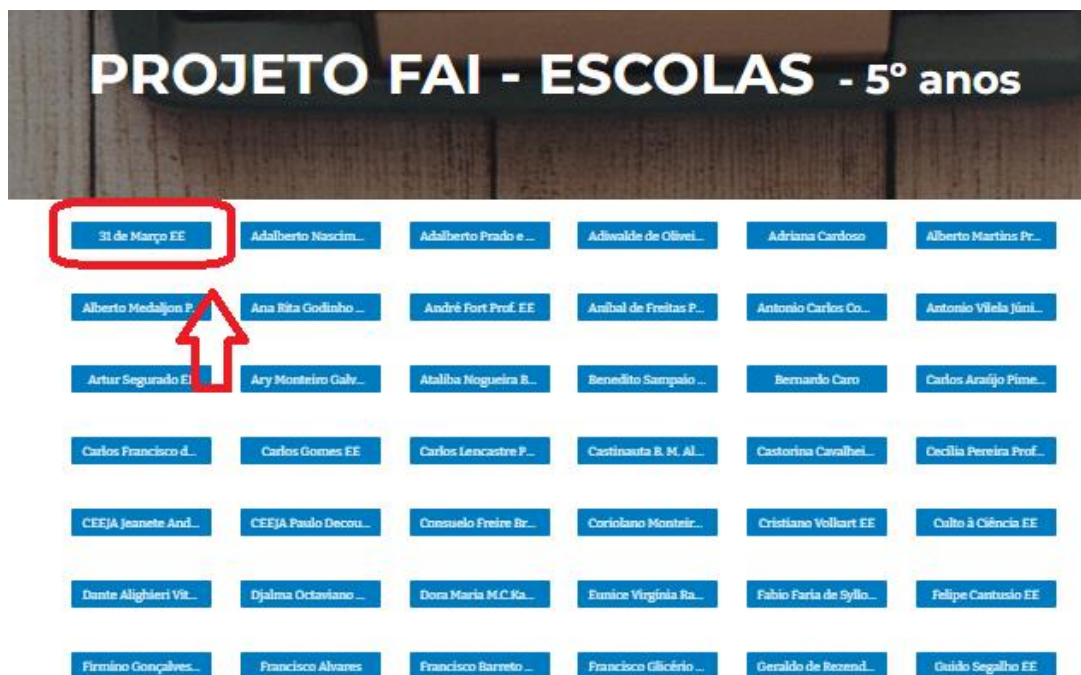 PROJETO FAI - ESCOLAS - 5º anos
31 de Março EE
Adalberto Nascim...
Adalberto Prado e ...
Adiwalde de Olivei...
Adriana Cardoso
Alberto Martins Pr...
Alberto Medaljon P...
Ana Rita Godinho ...
André Fort Prof. EE
Aníbal de Freitas P...
Antonio Carlos Co...
Antonio Vilela Júni...
Artur Segurado E
Ary Monteiro Galv...
Ataliba Nogueira B...
Benedito Sampaio ...
Bernardo Caro
Carlos Araújo Pime...
Carlos Francisco d...
Carlos Gomes EE
Carlos Lencastre P...
Castinauta B. M. Al...
Castorina Cavalhei...
Cecília Pereira Prof...
CEEJA Jeanete And...
CEEJA Paulo Decou...
Consuelo Freire Br...
Coriolano Monteir...
Cristiano Volkart EE
Culto à Ciência EE
Dante Alighieri Vit...
Djalma Octaviano ...
Dora Maria M.C.Ka...
Eunice Virgínia Ra...
Fabio Faria de Syllo...
Felipe Cantusio EE
Firmino Gonçalves...
Francisco Alvares
Francisco Barreto ...
Francisco Glicério ...
Geraldo de Rezend...
Guido Segalho EE